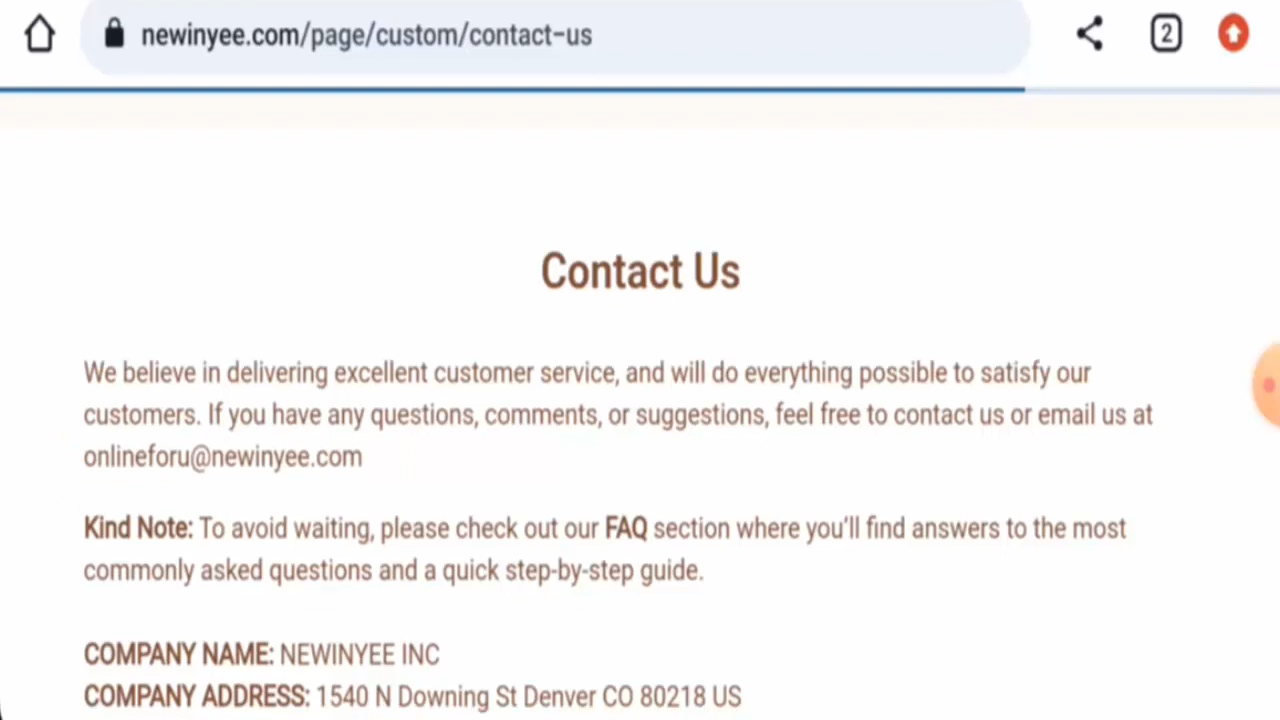 newinyee.com/page/custom/contact-us
2
Contact Us
We believe in delivering excellent customer service, and will do everything possible to satisfy our
customers. If you have any questions, comments, or suggestions, feel free to contact us or email us at
onlineforu@newinyee.com
Kind Note: To avoid waiting, please check out our FAQ section where you'll find answers to the most
commonly asked questions and a quick step-by-step guide.
COMPANY NAME: NEWINYEE INC
COMPANY ADDRESS: 1540 N Downing St Denver CO 80218 US